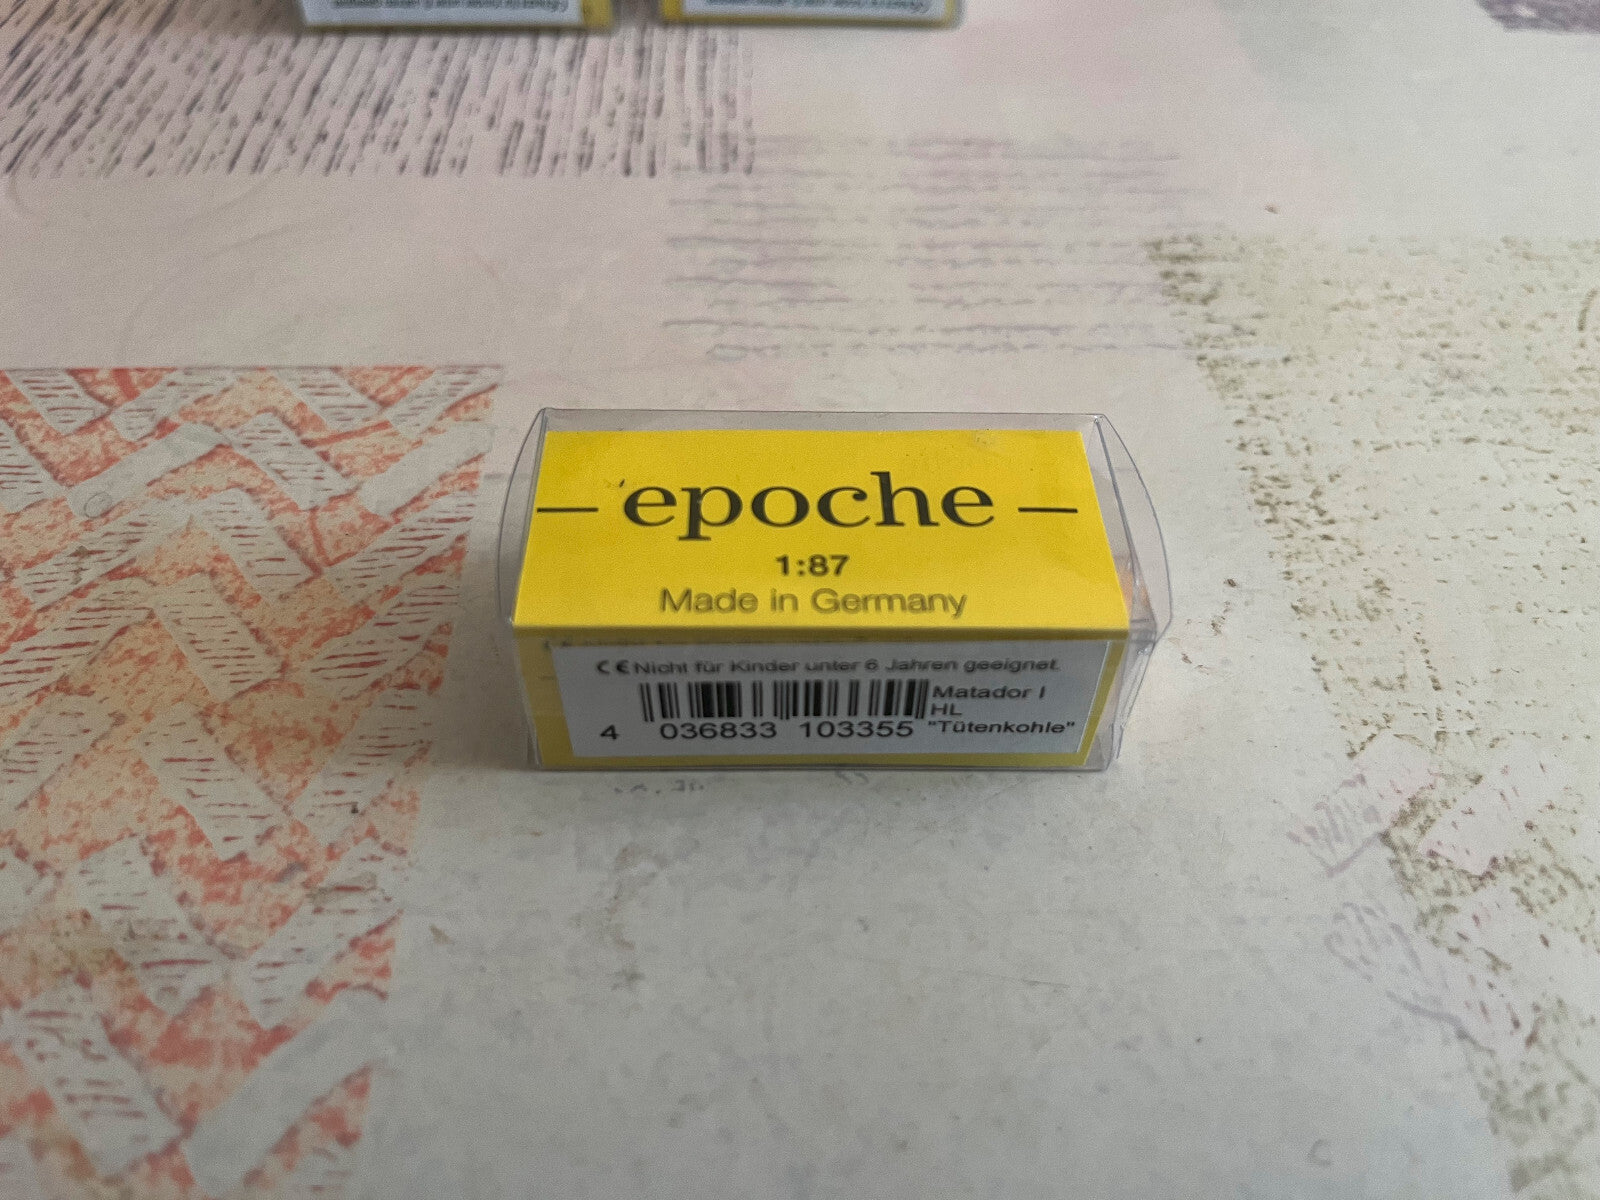 – epoche –
1:87
Made in Germany
CE Nicht für Kinder unter 6 Jahren geeignet.
Matador I
HL
"Tütenkohle"
4 036833 103355